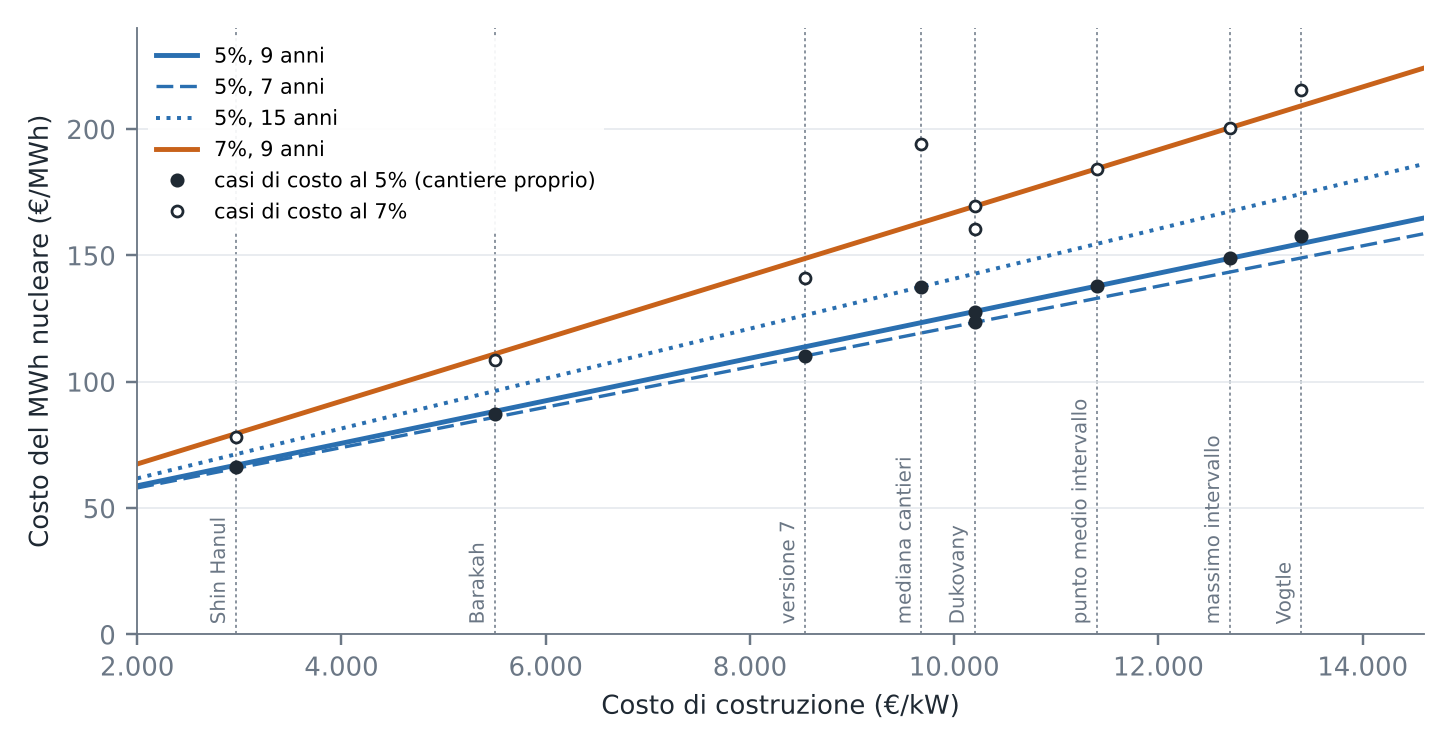 5%, 9 anni
5%, 7 anni
5%, 15 anni
7%, 9 anni
casi di costo al 5% (cantiere proprio)
casi di costo al 7%
Costo del MWh nucleare (€/MWh)
200
150
100
50
0
Shin Hanul
Barakah
versione 7
mediana cantieri
Dukovany
punto medio intervallo
massimo intervallo
Vogtle
2.000
4.000
6.000
8.000
10.000
12.000
14.000
Costo di costruzione (€/kW)